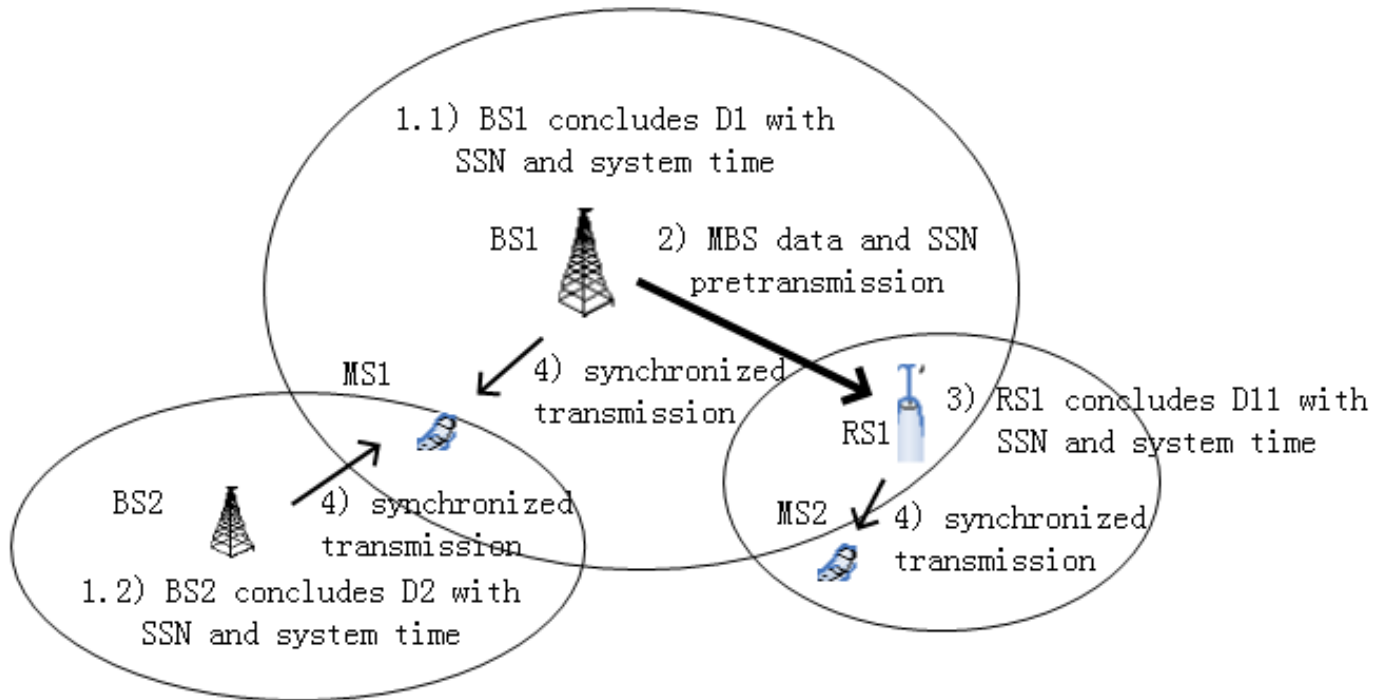 1.1) BS1 concludes D1 with
SSN and system time
BS1
2) MBS data and SSN
pretransmission
MS1
4) synchronized
transmission
RS1
3) RS1 concludes D11 with
SSN and system time
BS2
4) synchronized
transmission
MS2
4) synchronized
transmission
1.2) BS2 concludes D2 with
SSN and system time